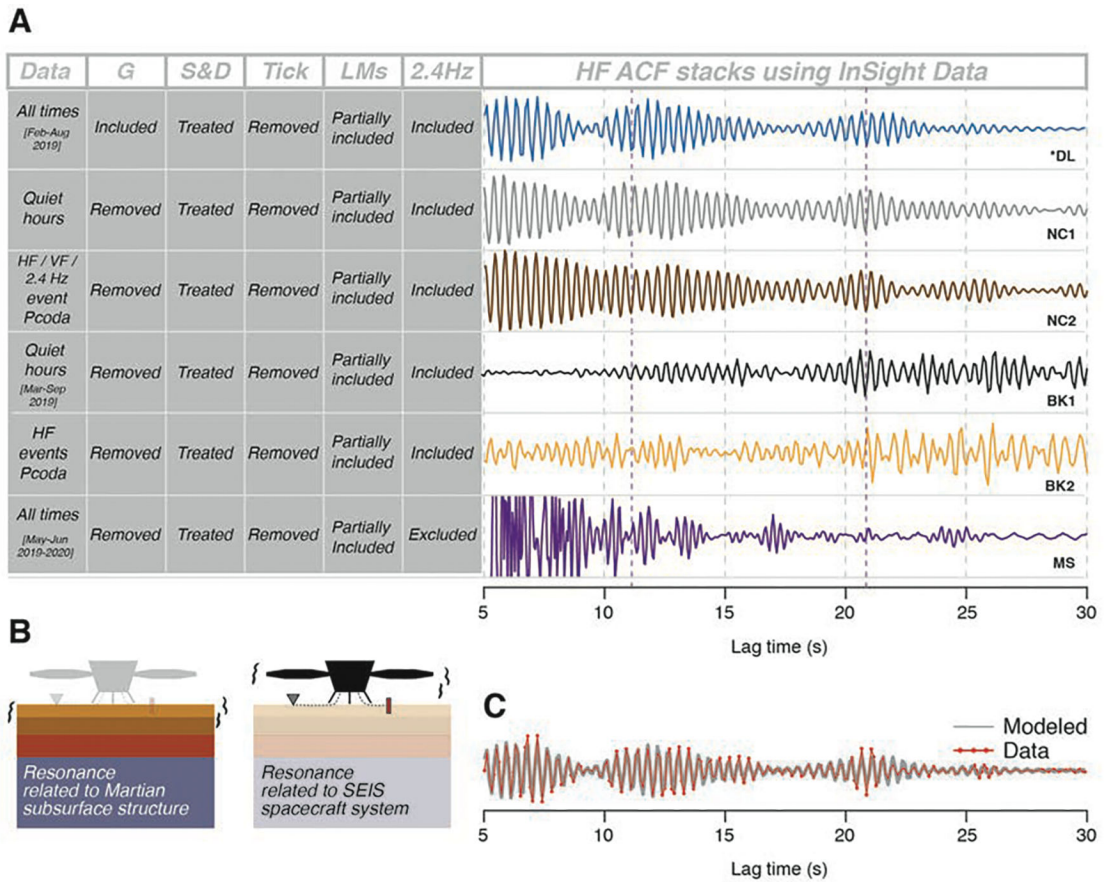 A
Data G S&D Tick LMs 2.4Hz HF ACF stacks using InSight Data
All times
[Feb-Aug
2019]
Included Treated Removed Partially
included Included
*DL
Quiet
hours
Removed Treated Removed Partially
included Included
NC1
HF / VF /
2.4 Hz
event
Pcoda
Removed Treated Removed Partially
included Included
NC2
Quiet
hours
[Mar-Sep
2019]
Removed Treated Removed Partially
included Included
BK1
HF
events
Pcoda
Removed Treated Removed Partially
included Included
BK2
All times
[May-Jun
2019-2020]
Removed Treated Removed Partially
Included Excluded
MS
5 10 15 20 25 30
Lag time (s)
B
Resonance
related to Martian
subsurface structure
Resonance
related to SEIS
spacecraft system
C
Modeled
Data
5 10 15 20 25 30
Lag time (s)